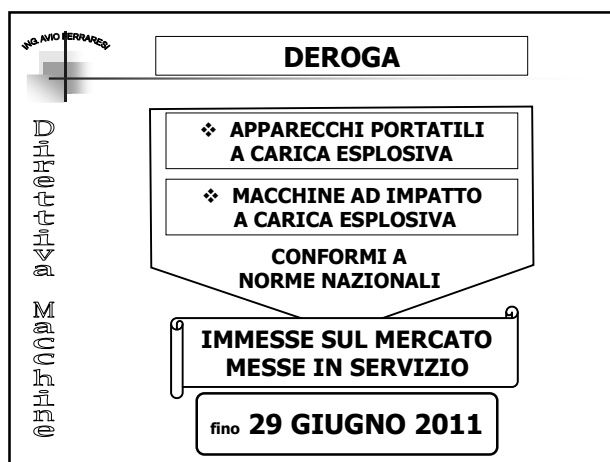 ING. AVIO FERRARESI
DEROGA
Direttiva Macchine
❖ APPARECCHI PORTATILI
A CARICA ESPLOSIVA
❖ MACCHINE AD IMPATTO
A CARICA ESPLOSIVA
CONFORMI A
NORME NAZIONALI
IMMESSE SUL MERCATO
MESSE IN SERVIZIO
fino 29 GIUGNO 2011